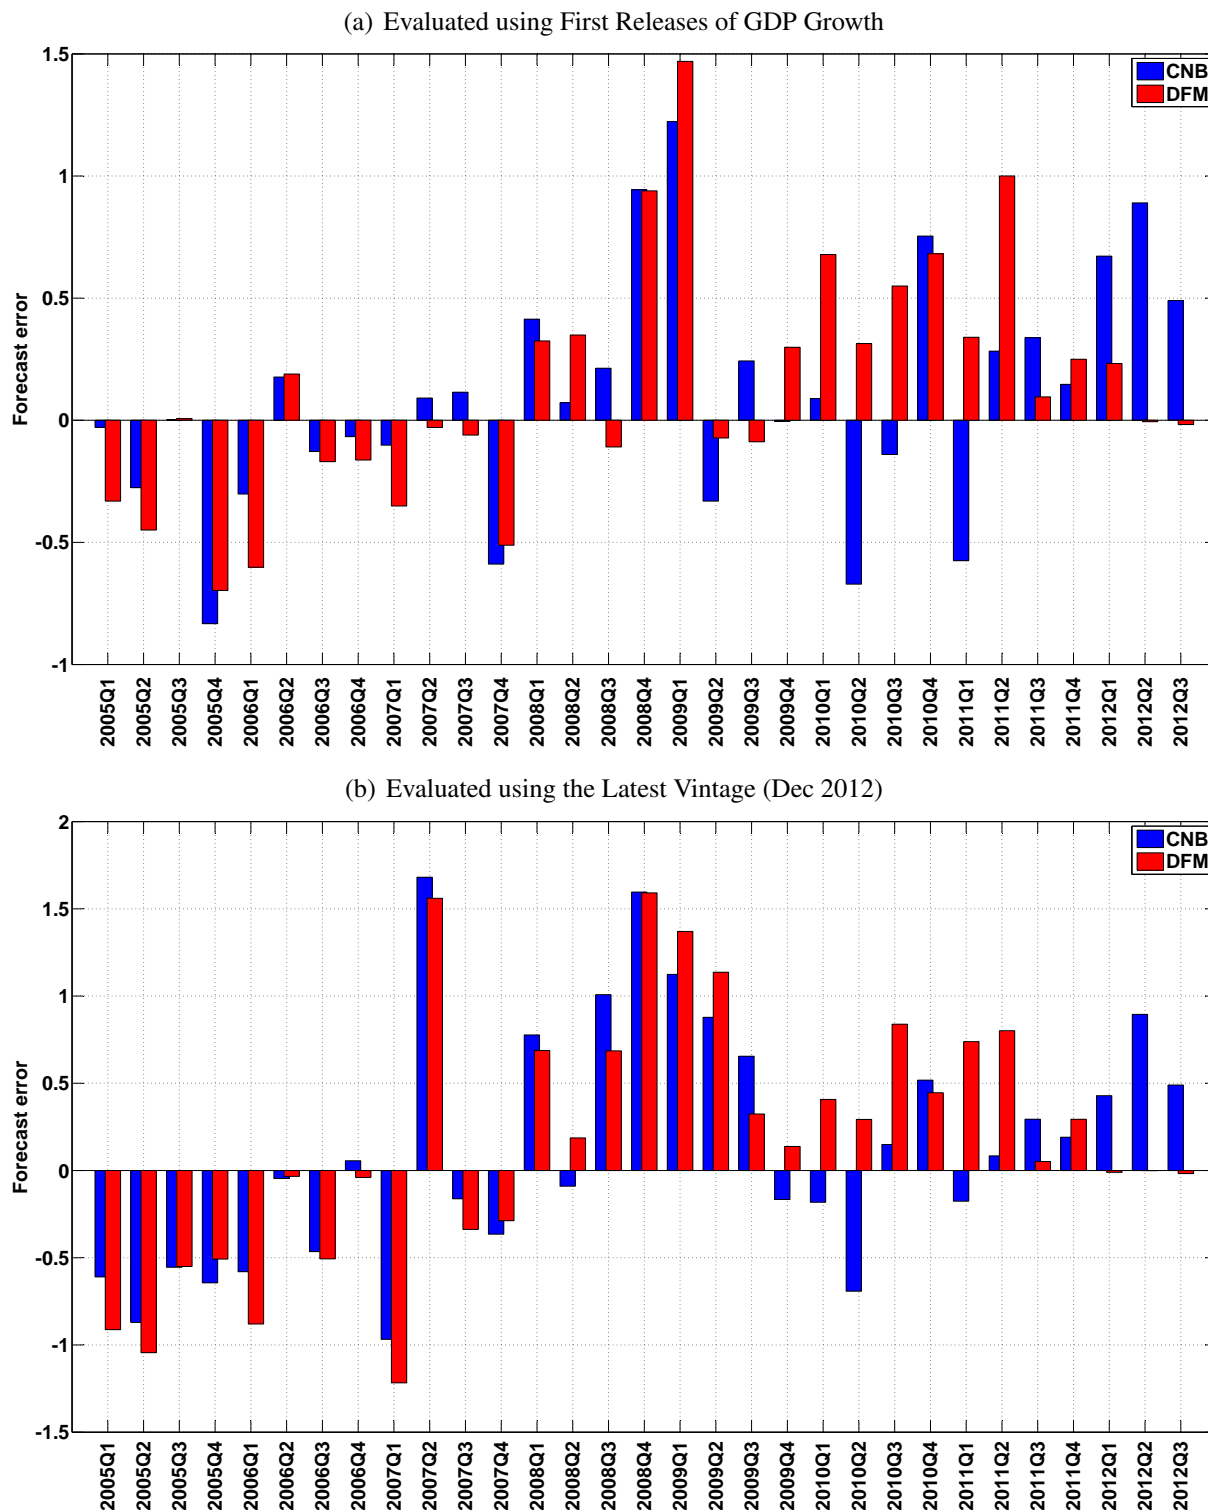 (a) Evaluated using First Releases of GDP Growth
CNB
DFM
Forecast error
1.5
1
0.5
0
-0.5
-1
2005Q1
2005Q2
2005Q3
2005Q4
2006Q1
2006Q2
2006Q3
2006Q4
2007Q1
2007Q2
2007Q3
2007Q4
2008Q1
2008Q2
2008Q3
2008Q4
2009Q1
2009Q2
2009Q3
2009Q4
2010Q1
2010Q2
2010Q3
2010Q4
2011Q1
2011Q2
2011Q3
2011Q4
2012Q1
2012Q2
2012Q3
(b) Evaluated using the Latest Vintage (Dec 2012)
CNB
DFM
Forecast error
2
1.5
1
0.5
0
-0.5
-1
-1.5
2005Q1
2005Q2
2005Q3
2005Q4
2006Q1
2006Q2
2006Q3
2006Q4
2007Q1
2007Q2
2007Q3
2007Q4
2008Q1
2008Q2
2008Q3
2008Q4
2009Q1
2009Q2
2009Q3
2009Q4
2010Q1
2010Q2
2010Q3
2010Q4
2011Q1
2011Q2
2011Q3
2011Q4
2012Q1
2012Q2
2012Q3